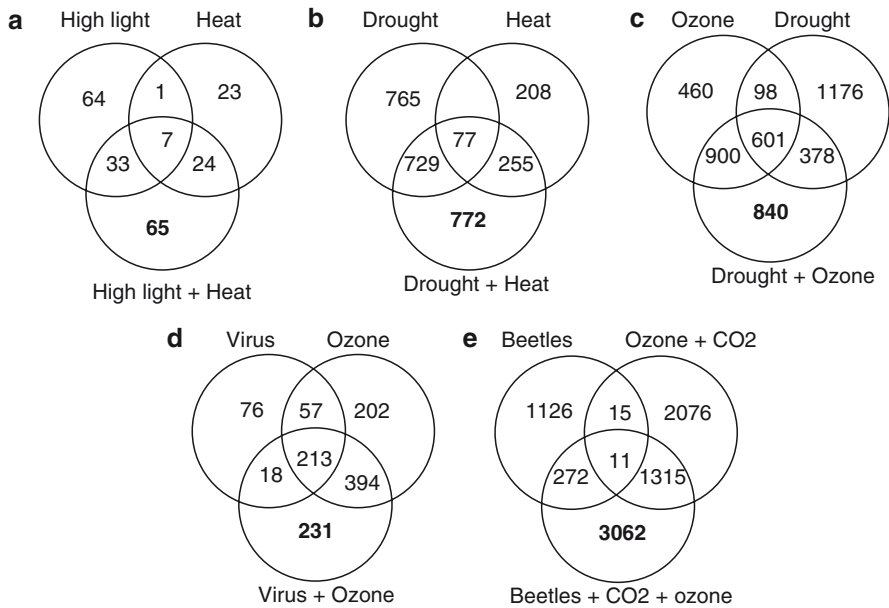 a High light Heat
64 1 23
7
33 24
65
High light + Heat
b Drought Heat
765 208
77
729 255
772
Drought + Heat
c Ozone Drought
460 98 1176
601
900 378
840
Drought + Ozone
d Virus Ozone
76 57 202
213
18 394
231
Virus + Ozone
e Beetles Ozone + CO2
1126 15 2076
11
272 1315
3062
Beetles + CO2 + ozone